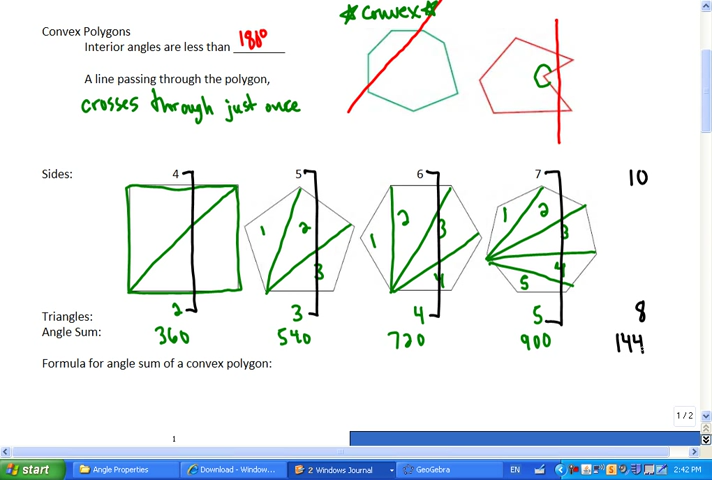 ☆Convex☆
Convex Polygons
Interior angles are less than 180°
A line passing through the polygon,
crosses through just once
Sides: 4 5 6 7 10
1 2 3
1 2 3 4
1 2 3 4 5
Triangles: 2 3 4 5 8
Angle Sum: 360 540 720 900 144
Formula for angle sum of a convex polygon:
1 / 2
1
start Angle Properties Download - Window... 2 Windows Journal GeoGebra EN 2:42 PM